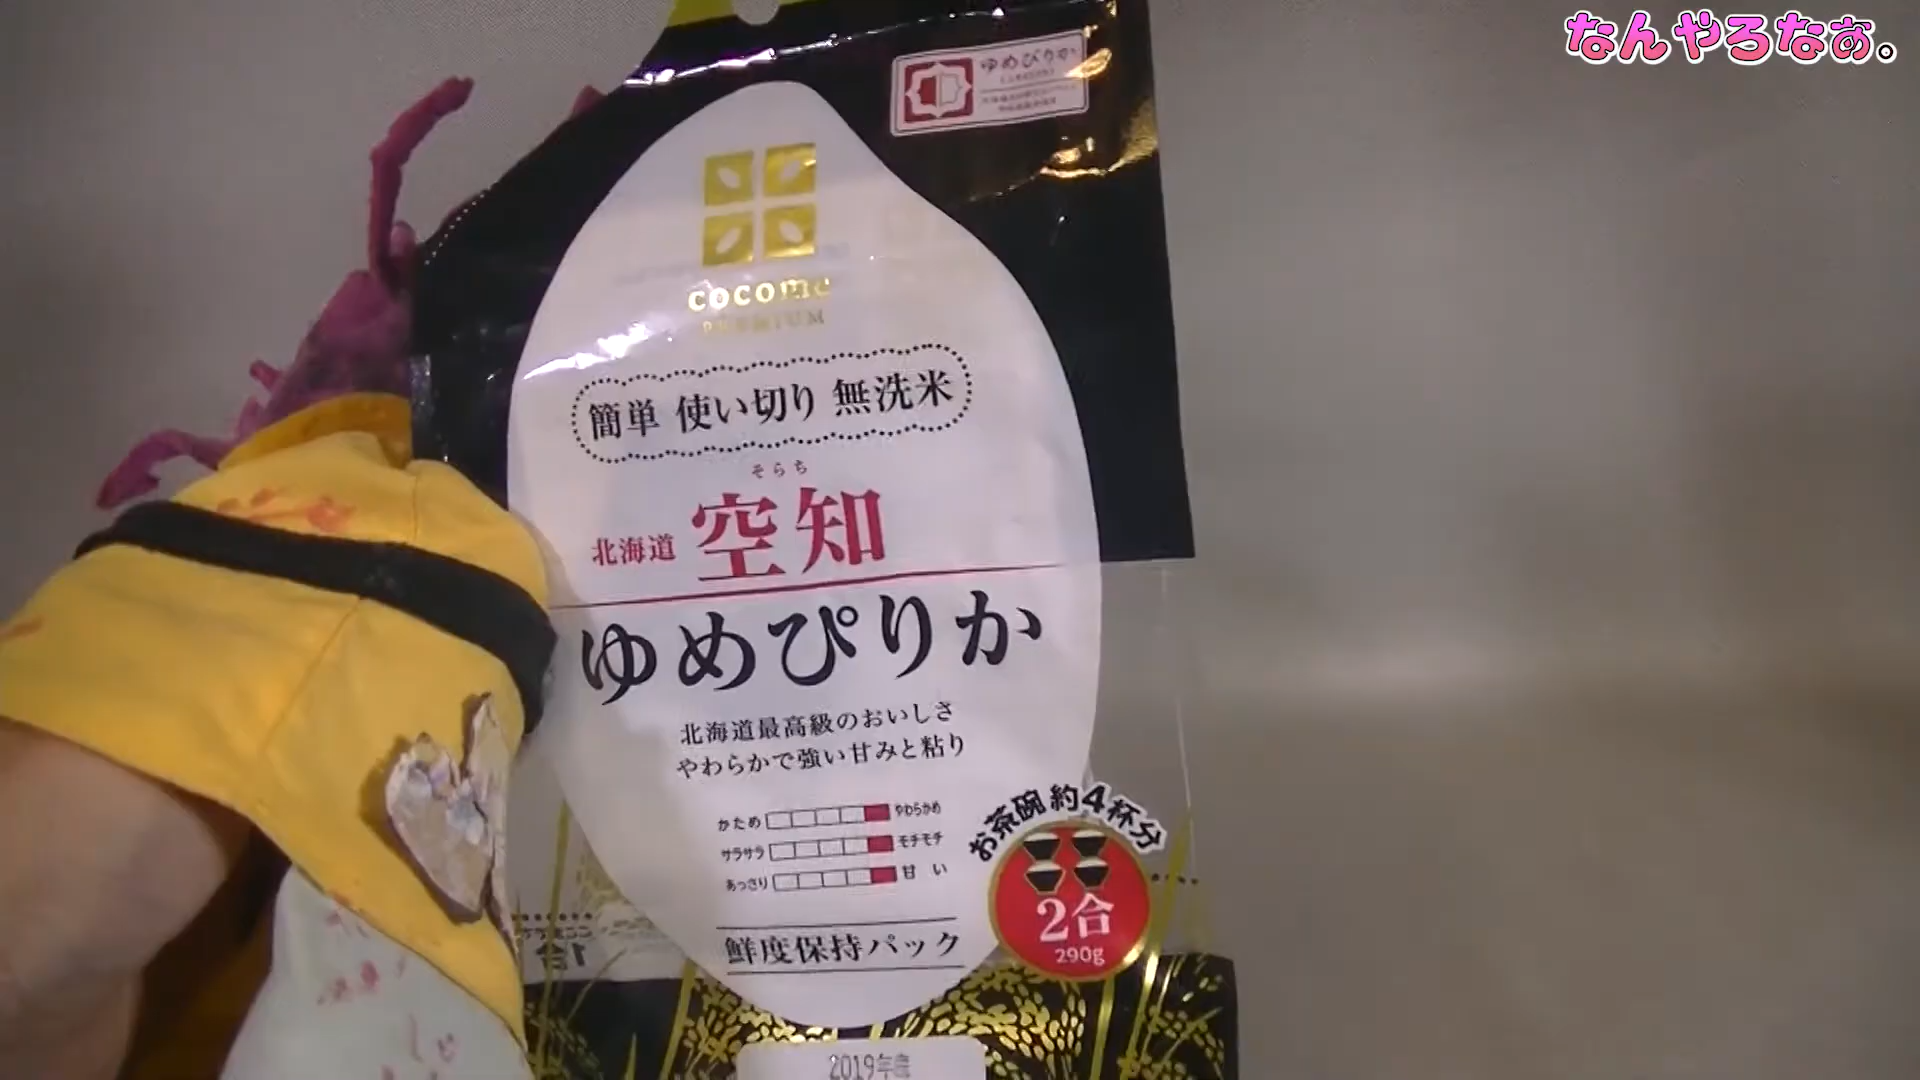 なんやろなぁ。
ゆめぴりか
cocome
PREMIUM
簡単 使い切り 無洗米
そらち
北海道 空知
ゆめぴりか
北海道最高級のおいしさ
やわらかで強い甘みと粘り
かため やわらかめ
サラサラ モチモチ
あっさり 甘い
お茶碗約4杯分
2合
290g
鮮度保持パック
1合
2019年産